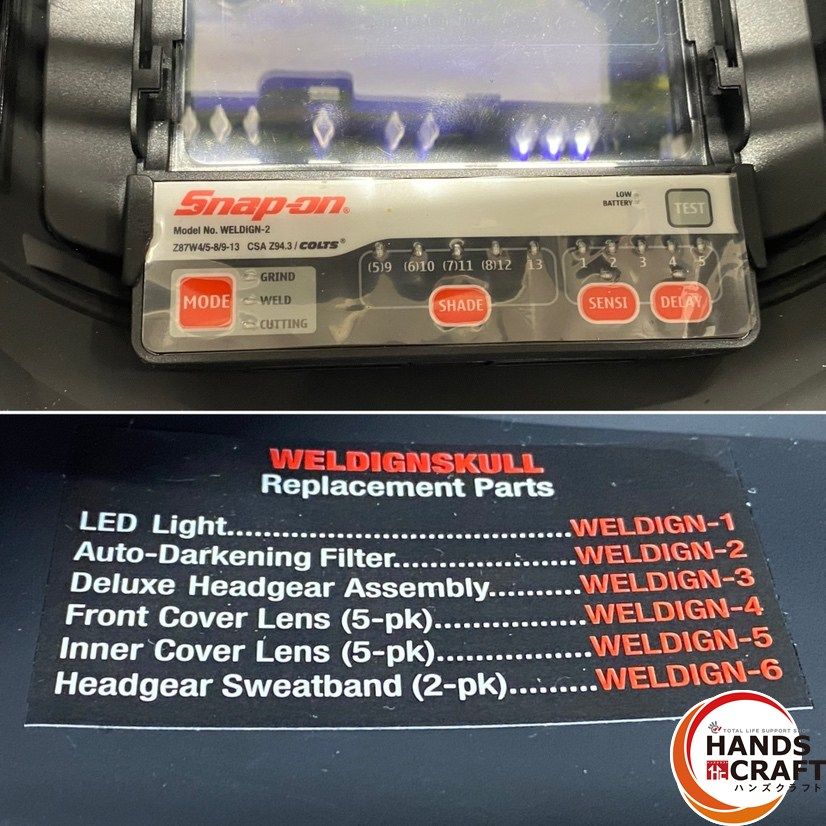 Snap-on®
Model No. WELDIGN-2
Z87W4/5-8/9-13 CSA Z94.3 / COLTS®
LOW
BATTERY
TEST
(5)9 (6)10 (7)11 (8)12 13
1 2 3 4 5
MODE
GRIND
WELD
CUTTING
SHADE
SENSI
DELAY
WELDIGNSKULL
Replacement Parts
LED Light......................................WELDIGN-1
Auto-Darkening Filter....................WELDIGN-2
Deluxe Headgear Assembly..........WELDIGN-3
Front Cover Lens (5-pk).................WELDIGN-4
Inner Cover Lens (5-pk).................WELDIGN-5
Headgear Sweatband (2-pk).........WELDIGN-6
TOTAL LIFE SUPPORT SHOP
HANDS
CRAFT
ハンズクラフト